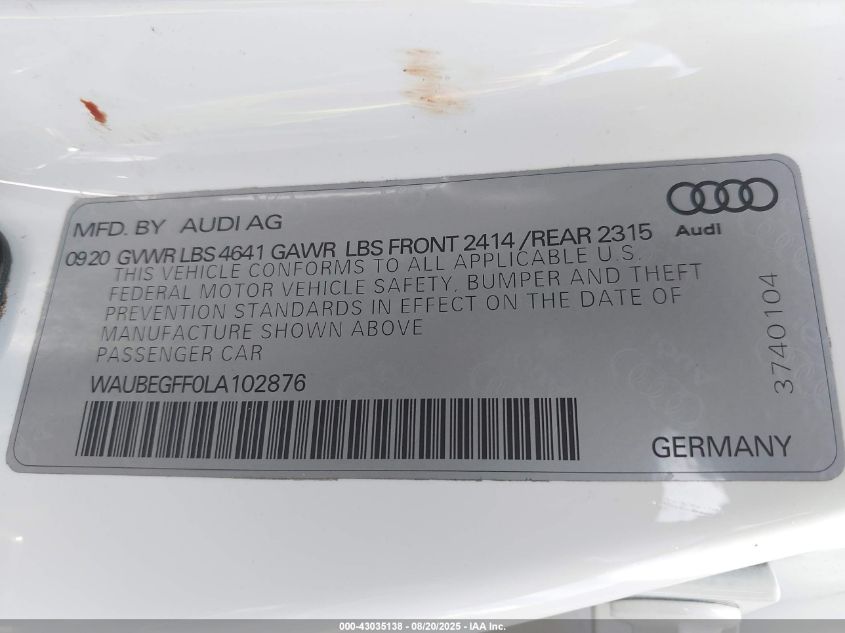 MFD. BY AUDI AG
Audi
0920 GVWR LBS 4641 GAWR LBS FRONT 2414 /REAR 2315
THIS VEHICLE CONFORMS TO ALL APPLICABLE U.S.
FEDERAL MOTOR VEHICLE SAFETY, BUMPER AND THEFT
PREVENTION STANDARDS IN EFFECT ON THE DATE OF
MANUFACTURE SHOWN ABOVE
PASSENGER CAR
WAUBEGFF0LA102876
3740104
GERMANY
000-43035138 - 08/20/2025 - IAA Inc.